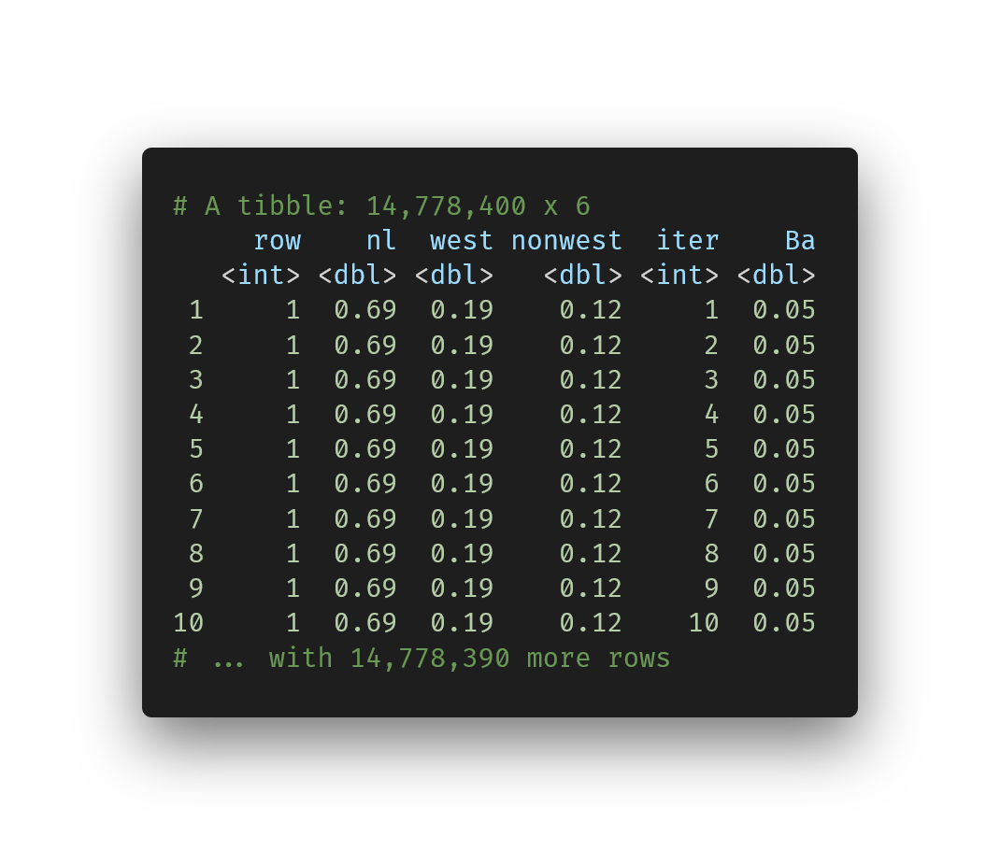 # A tibble: 14,778,400 x 6
     row    nl  west nonwest  iter    Ba
   <int> <dbl> <dbl>   <dbl> <int> <dbl>
 1     1  0.69  0.19    0.12     1  0.05
 2     1  0.69  0.19    0.12     2  0.05
 3     1  0.69  0.19    0.12     3  0.05
 4     1  0.69  0.19    0.12     4  0.05
 5     1  0.69  0.19    0.12     5  0.05
 6     1  0.69  0.19    0.12     6  0.05
 7     1  0.69  0.19    0.12     7  0.05
 8     1  0.69  0.19    0.12     8  0.05
 9     1  0.69  0.19    0.12     9  0.05
10     1  0.69  0.19    0.12    10  0.05
# ... with 14,778,390 more rows